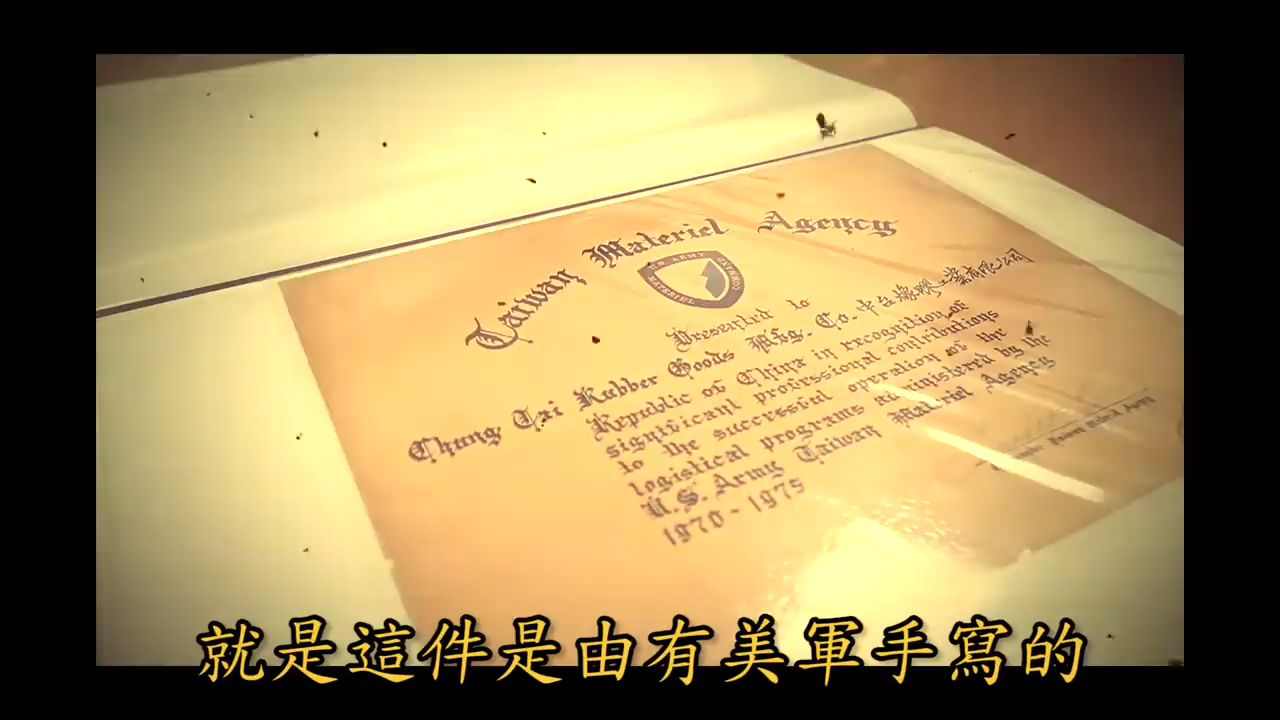 Taiwan Materiel Agency
U.S. ARMY MATERIEL COMMAND
Presented to
Chung Tai Rubber Goods Mfg. Co. 中台橡膠工業有限公司
Republic of China in recognition of
significant professional contributions
to the successful operation of the
logistical programs administered by the
U.S. Army Taiwan Materiel Agency
1970 - 1975
就是這件是由有美軍手寫的